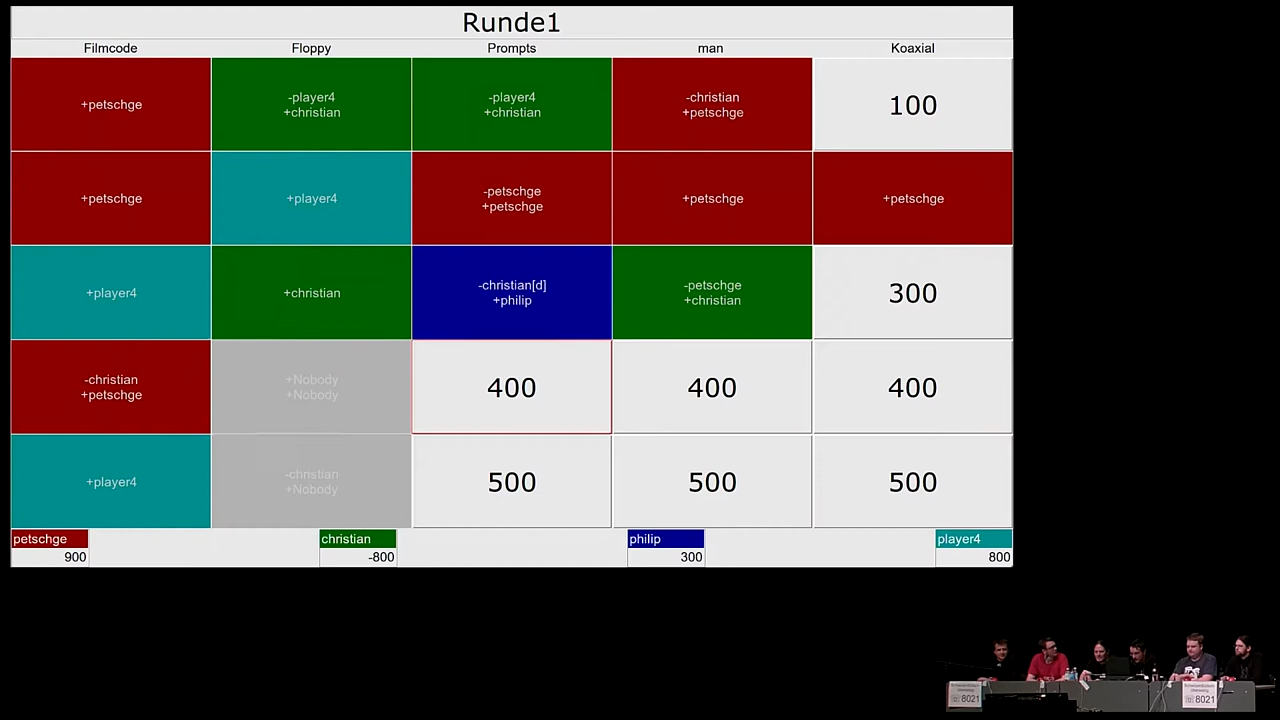 Runde1
Filmcode Floppy Prompts man Koaxial
+petschge
-player4
+christian
-player4
+christian
-christian
+petschge
100
+petschge
+player4
-petschge
+petschge
+petschge
+petschge
+player4
+christian
-christian[d]
+philip
-petschge
+christian
300
-christian
+petschge
+Nobody
+Nobody
400
400
400
+player4
-christian
+Nobody
500
500
500
petschge
900
christian
-800
philip
300
player4
800
8021
8021